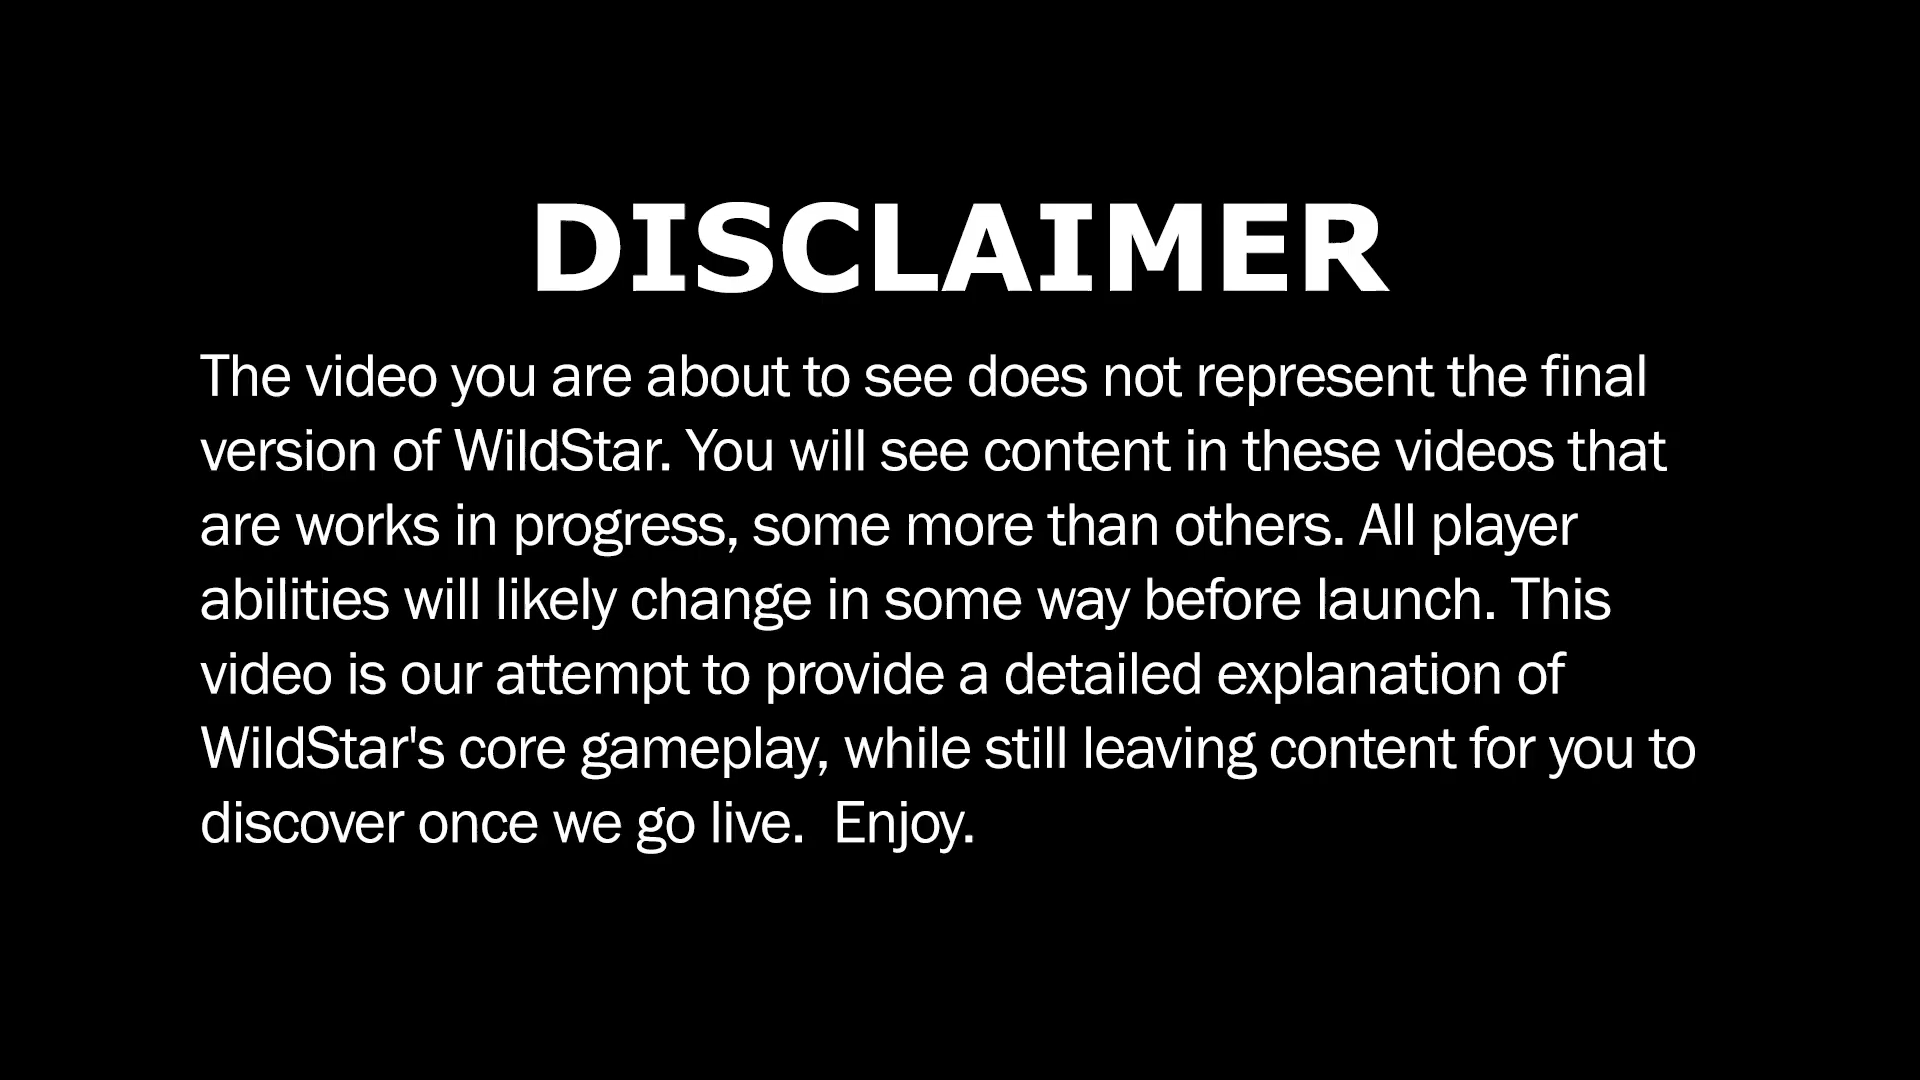 DISCLAIMER
The video you are about to see does not represent the final
version of WildStar. You will see content in these videos that
are works in progress, some more than others. All player
abilities will likely change in some way before launch. This
video is our attempt to provide a detailed explanation of
WildStar's core gameplay, while still leaving content for you to
discover once we go live.  Enjoy.